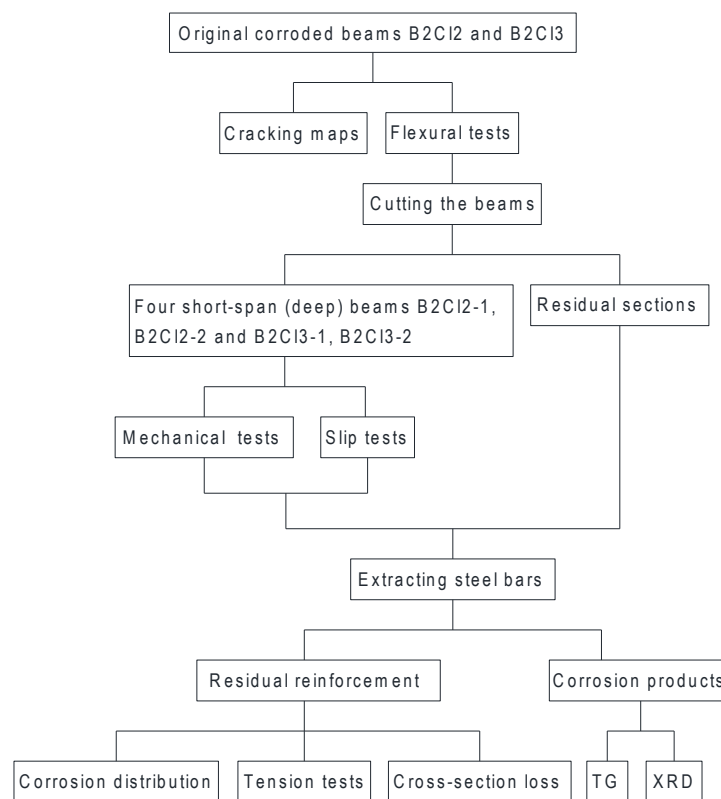 Original corroded beams B2Cl2 and B2Cl3
Cracking maps
Flexural tests
Cutting the beams
Four short-span (deep) beams B2Cl2-1,
B2Cl2-2 and B2Cl3-1, B2Cl3-2
Residual sections
Mechanical tests
Slip tests
Extracting steel bars
Residual reinforcement
Corrosion products
Corrosion distribution
Tension tests
Cross-section loss
TG
XRD